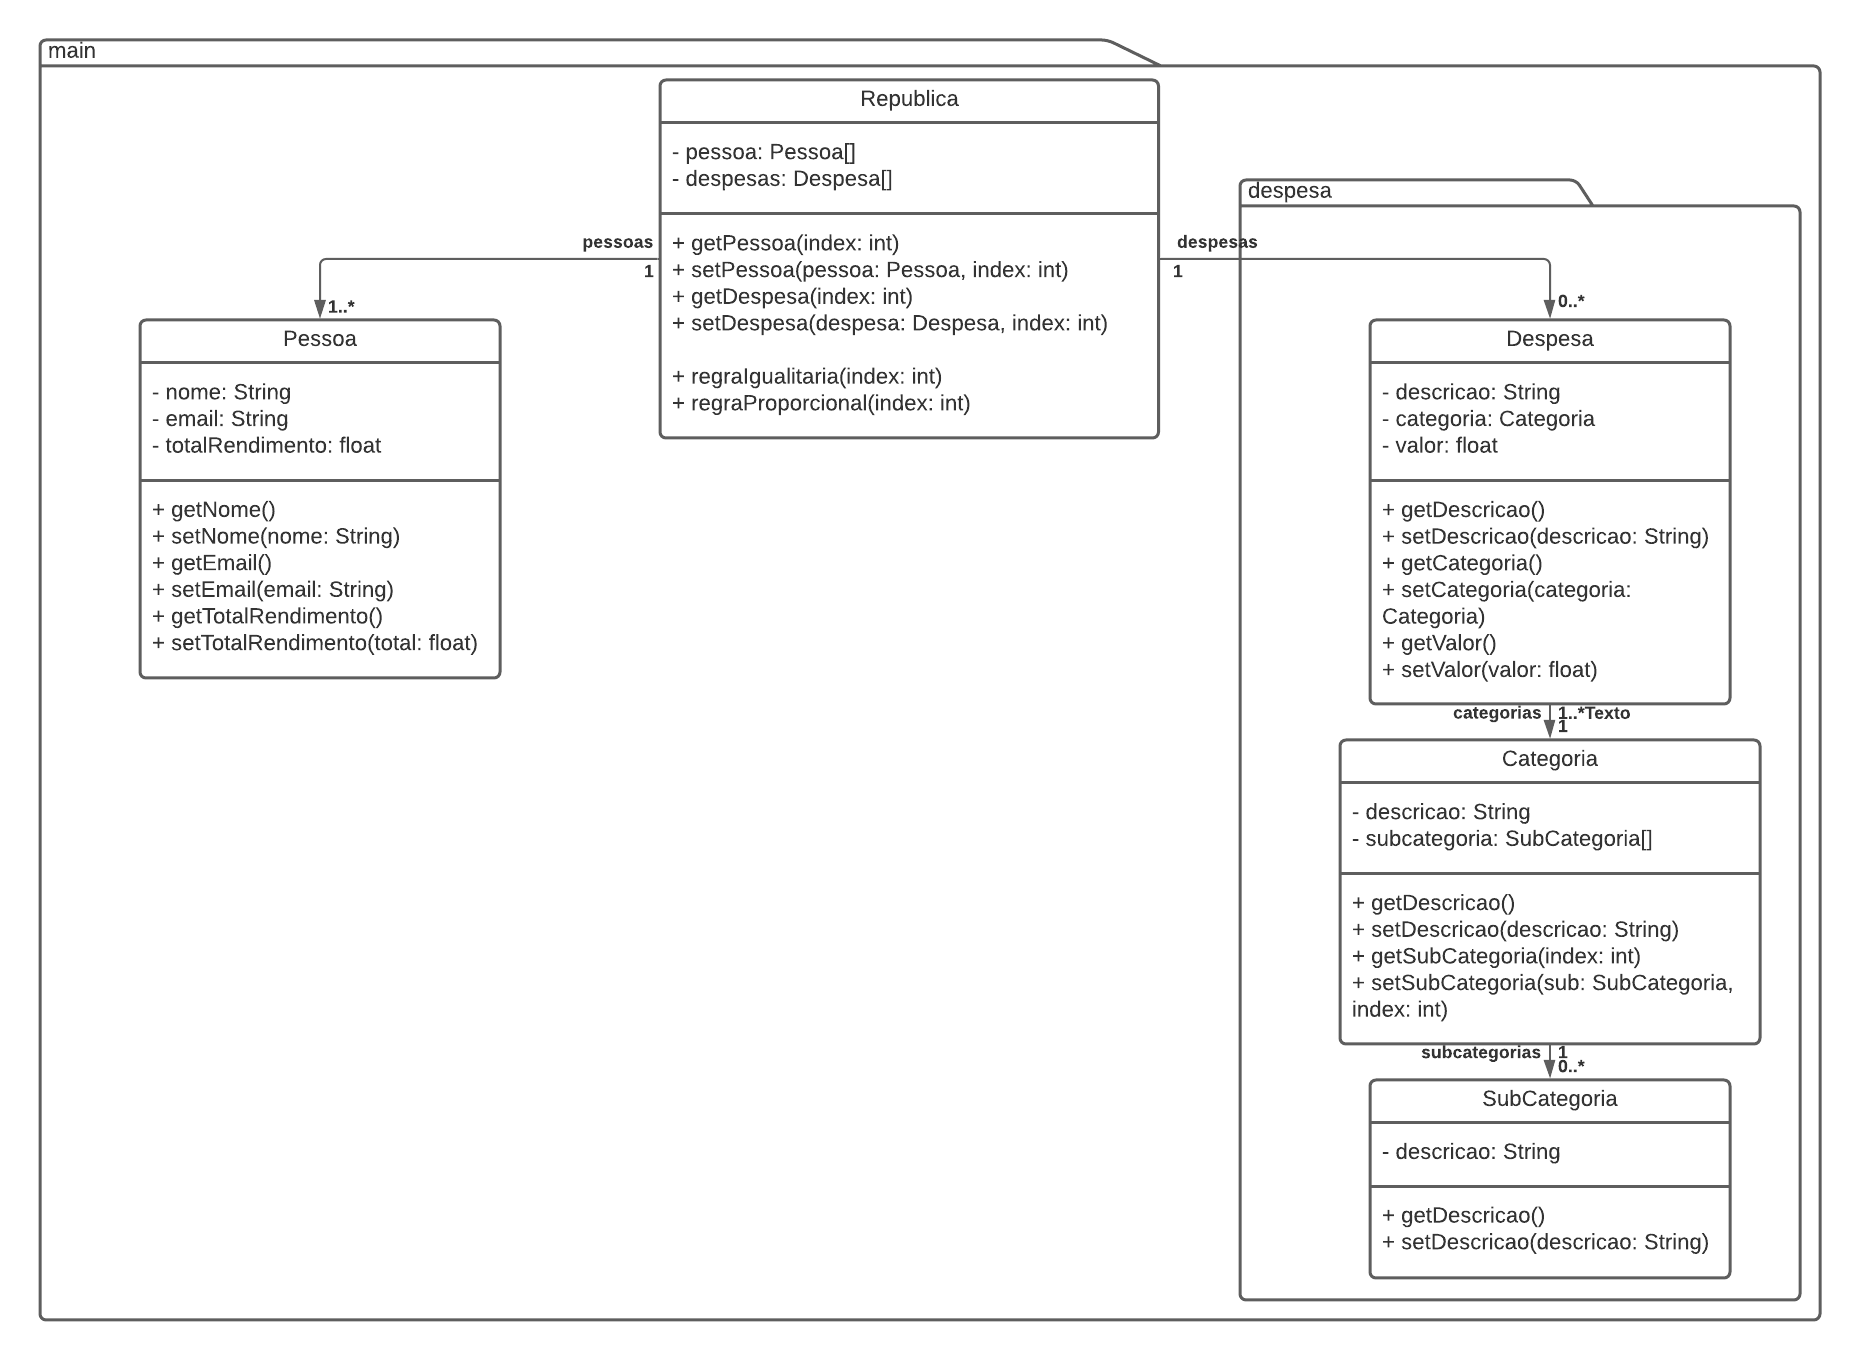 main
Republica
- pessoa: Pessoa[]
- despesas: Despesa[]
+ getPessoa(index: int)
+ setPessoa(pessoa: Pessoa, index: int)
+ getDespesa(index: int)
+ setDespesa(despesa: Despesa, index: int)
+ regraIgualitaria(index: int)
+ regraProporcional(index: int)
pessoas
1
1..*
Pessoa
- nome: String
- email: String
- totalRendimento: float
+ getNome()
+ setNome(nome: String)
+ getEmail()
+ setEmail(email: String)
+ getTotalRendimento()
+ setTotalRendimento(total: float)
despesa
despesas
1
0..*
Despesa
- descricao: String
- categoria: Categoria
- valor: float
+ getDescricao()
+ setDescricao(descricao: String)
+ getCategoria()
+ setCategoria(categoria:
Categoria)
+ getValor()
+ setValor(valor: float)
categorias
1..*Texto
1
Categoria
- descricao: String
- subcategoria: SubCategoria[]
+ getDescricao()
+ setDescricao(descricao: String)
+ getSubCategoria(index: int)
+ setSubCategoria(sub: SubCategoria,
index: int)
subcategorias
1
0..*
SubCategoria
- descricao: String
+ getDescricao()
+ setDescricao(descricao: String)